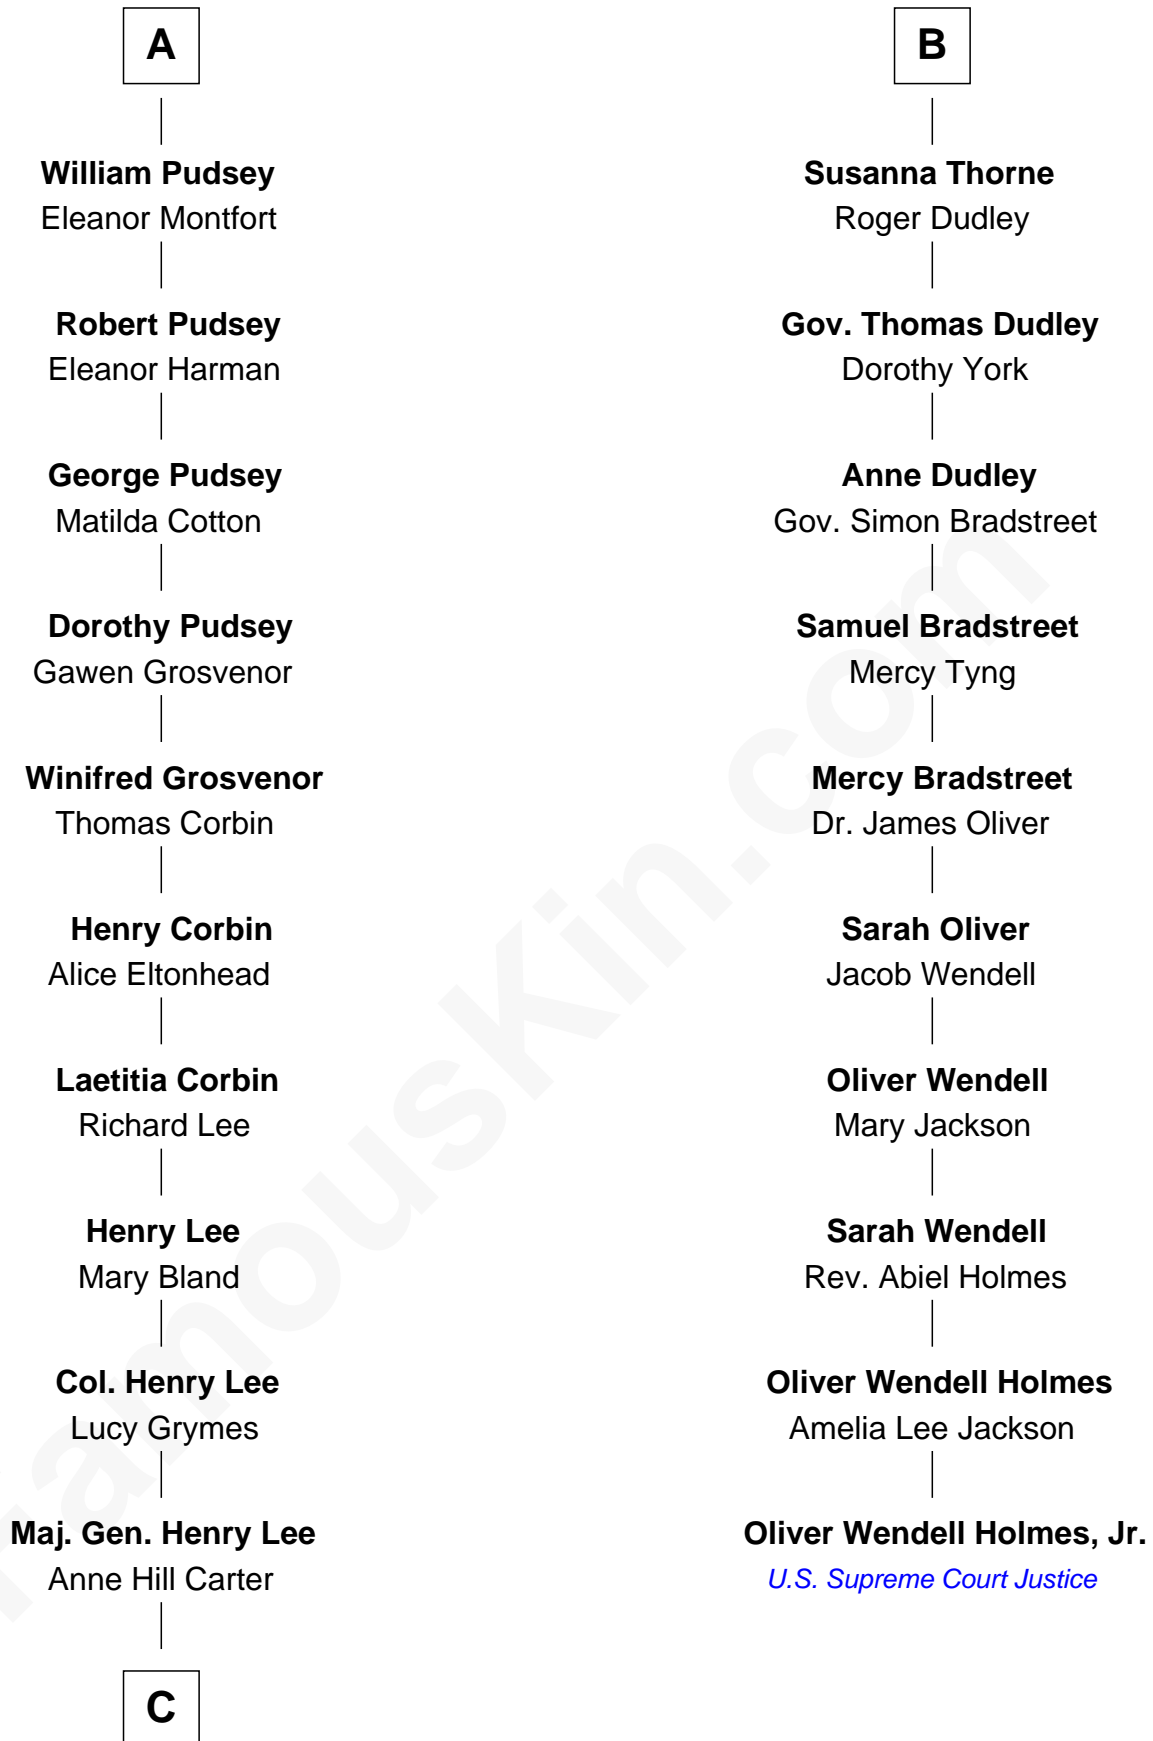 A
William Pudsey
Eleanor Montfort
Robert Pudsey
Eleanor Harman
George Pudsey
Matilda Cotton
Dorothy Pudsey
Gawen Grosvenor
Winifred Grosvenor
Thomas Corbin
Henry Corbin
Alice Eltonhead
Laetitia Corbin
Richard Lee
Henry Lee
Mary Bland
Col. Henry Lee
Lucy Grymes
Maj. Gen. Henry Lee
Anne Hill Carter
C
B
Susanna Thorne
Roger Dudley
Gov. Thomas Dudley
Dorothy York
Anne Dudley
Gov. Simon Bradstreet
Samuel Bradstreet
Mercy Tyng
Mercy Bradstreet
Dr. James Oliver
Sarah Oliver
Jacob Wendell
Oliver Wendell
Mary Jackson
Sarah Wendell
Rev. Abiel Holmes
Oliver Wendell Holmes
Amelia Lee Jackson
Oliver Wendell Holmes, Jr.
U.S. Supreme Court Justice
FamousKin.com